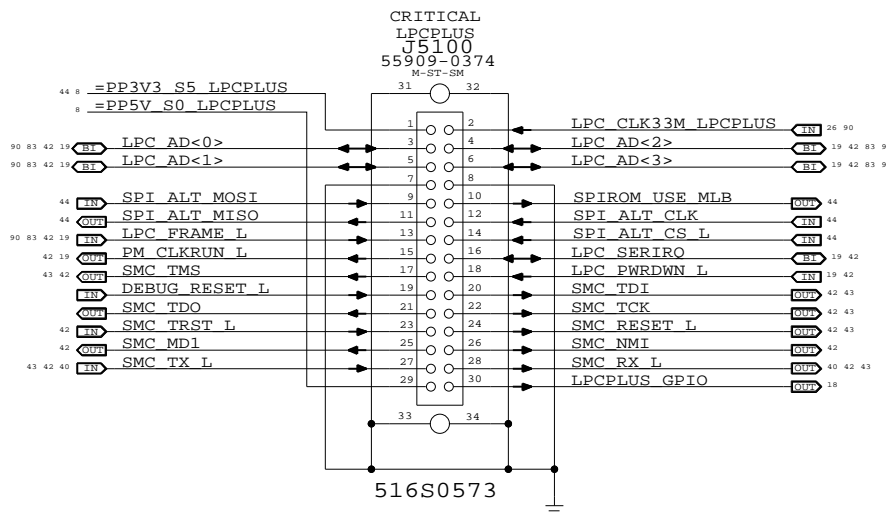 CRITICAL
LPCPLUS
J5100
55909-0374
M-ST-SM
31 32
44 8 =PP3V3_S5_LPCPLUS
8 =PP5V_S0_LPCPLUS
1 2 LPC_CLK33M_LPCPLUS IN 26 90
90 83 42 19 BI LPC_AD<0> 3 4 LPC_AD<2> BI 19 42 83 9
90 83 42 19 BI LPC_AD<1> 5 6 LPC_AD<3> BI 19 42 83 9
7 8
44 IN SPI_ALT_MOSI 9 10 SPIROM_USE_MLB OUT 44
44 OUT SPI_ALT_MISO 11 12 SPI_ALT_CLK IN 44
90 83 42 19 IN LPC_FRAME_L 13 14 SPI_ALT_CS_L IN 44
42 19 OUT PM_CLKRUN_L 15 16 LPC_SERIRQ BI 19 42
43 42 OUT SMC_TMS 17 18 LPC_PWRDWN_L IN 19 42
IN DEBUG_RESET_L 19 20 SMC_TDI OUT 42 43
OUT SMC_TDO 21 22 SMC_TCK OUT 42 43
42 IN SMC_TRST_L 23 24 SMC_RESET_L OUT 42 43
42 OUT SMC_MD1 25 26 SMC_NMI OUT 42
43 42 40 IN SMC_TX_L 27 28 SMC_RX_L OUT 40 42 43
29 30 LPCPLUS_GPIO OUT 18
33 34
516S0573